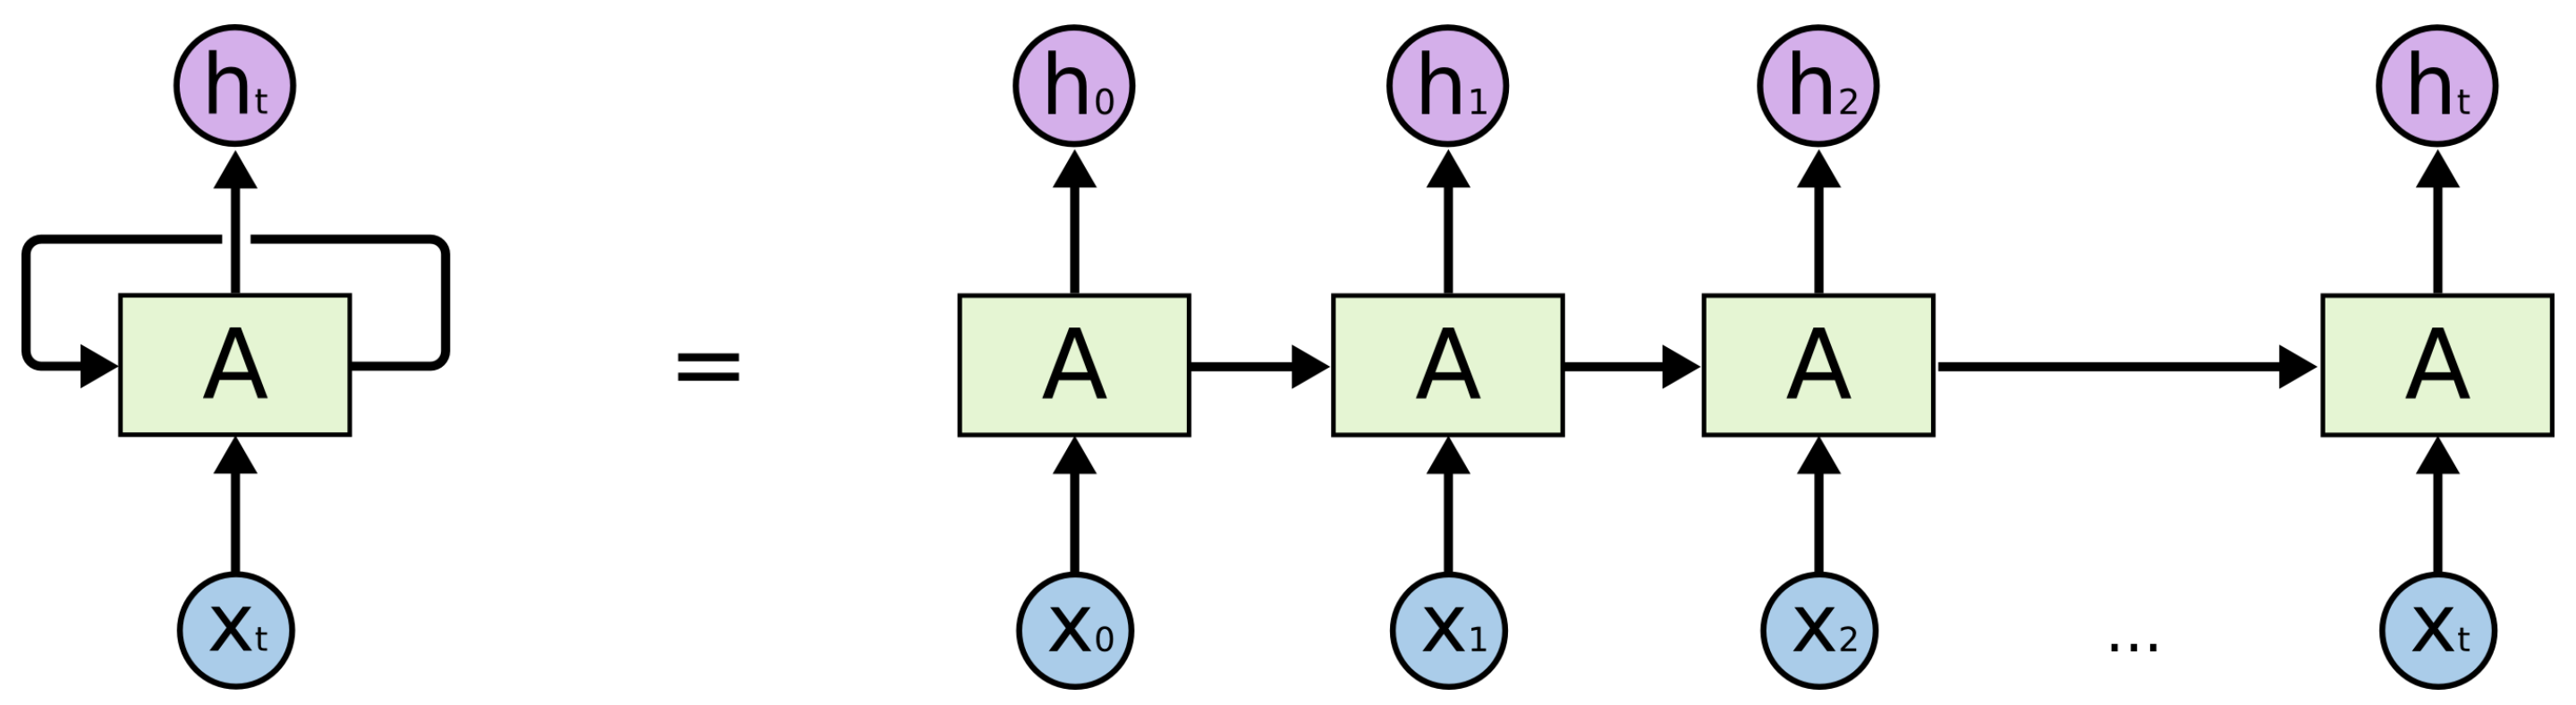 ht h0 h1 h2 ht
A = A A A A
xt x0 x1 x2 ... xt